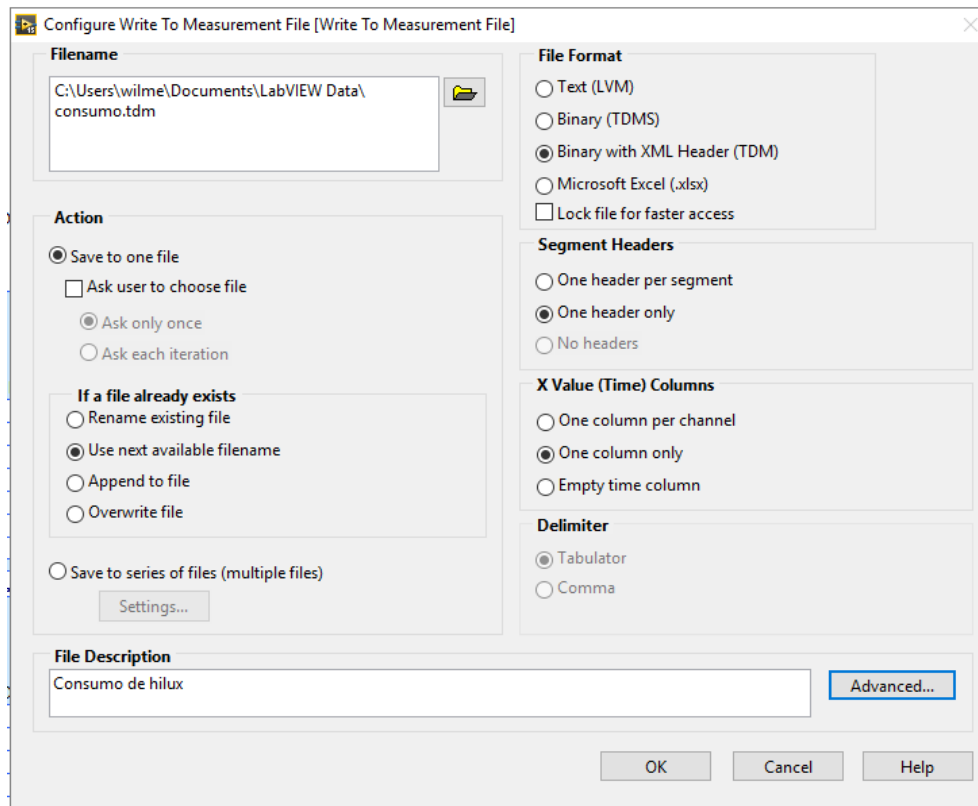 Configure Write To Measurement File [Write To Measurement File]
Filename
C:\Users\wilme\Documents\LabVIEW Data\
consumo.tdm
Action
Save to one file
Ask user to choose file
Ask only once
Ask each iteration
If a file already exists
Rename existing file
Use next available filename
Append to file
Overwrite file
Save to series of files (multiple files)
Settings...
File Format
Text (LVM)
Binary (TDMS)
Binary with XML Header (TDM)
Microsoft Excel (.xlsx)
Lock file for faster access
Segment Headers
One header per segment
One header only
No headers
X Value (Time) Columns
One column per channel
One column only
Empty time column
Delimiter
Tabulator
Comma
File Description
Consumo de hilux
Advanced...
OK
Cancel
Help